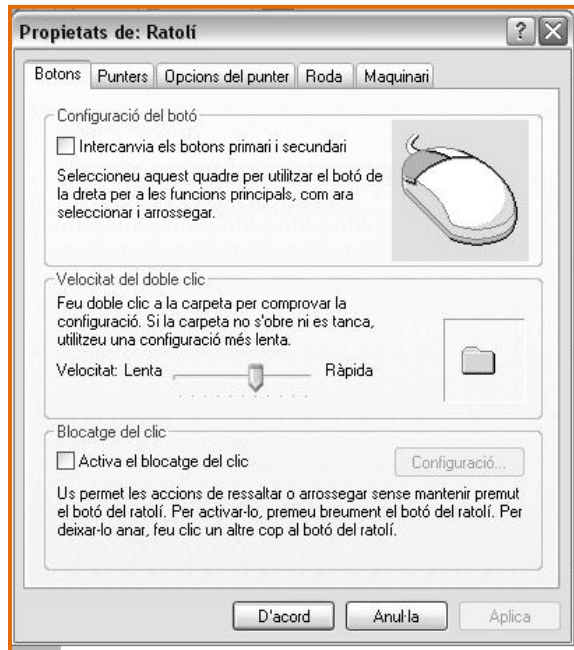 Propietats de: Ratolí
Botons Punters Opcions del punter Roda Maquinari
Configuració del botó
Intercanvia els botons primari i secundari
Seleccioneu aquest quadre per utilitzar el botó de
la dreta per a les funcions principals, com ara
seleccionar i arrossegar.
Velocitat del doble clic
Feu doble clic a la carpeta per comprovar la
configuració. Si la carpeta no s'obre ni es tanca,
utilitzeu una configuració més lenta.
Velocitat: Lenta Ràpida
Blocatge del clic
Activa el blocatge del clic Configuració...
Us permet les accions de ressaltar o arrossegar sense mantenir premut
el botó del ratolí. Per activar-lo, premeu breument el botó del ratolí. Per
deixar-lo anar, feu clic un altre cop al botó del ratolí.
D'acord Anul·la Aplica